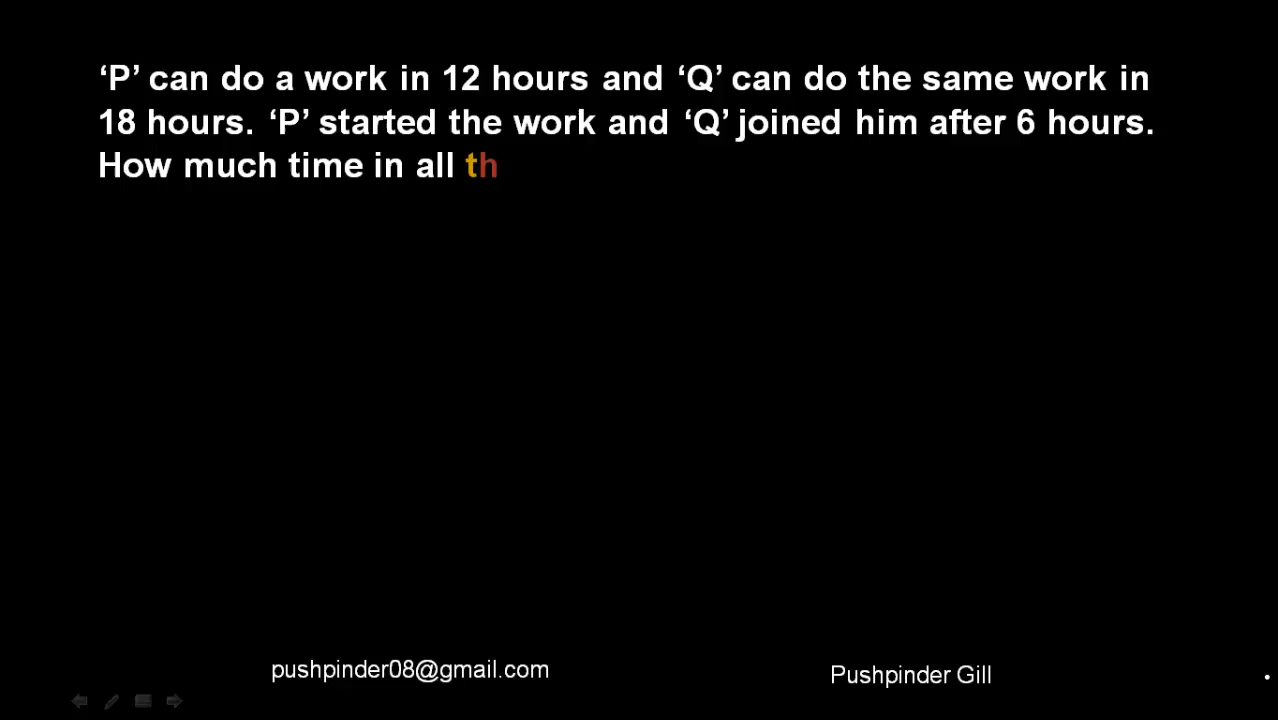 ‘P’ can do a work in 12 hours and ‘Q’ can do the same work in
18 hours. ‘P’ started the work and ‘Q’ joined him after 6 hours.
How much time in all th
pushpinder08@gmail.com
Pushpinder Gill